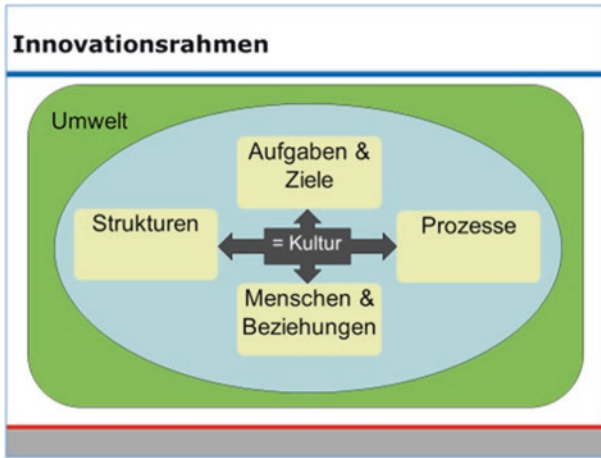 Innovationsrahmen
Umwelt
Aufgaben &
Ziele
Strukturen
= Kultur
Prozesse
Menschen &
Beziehungen